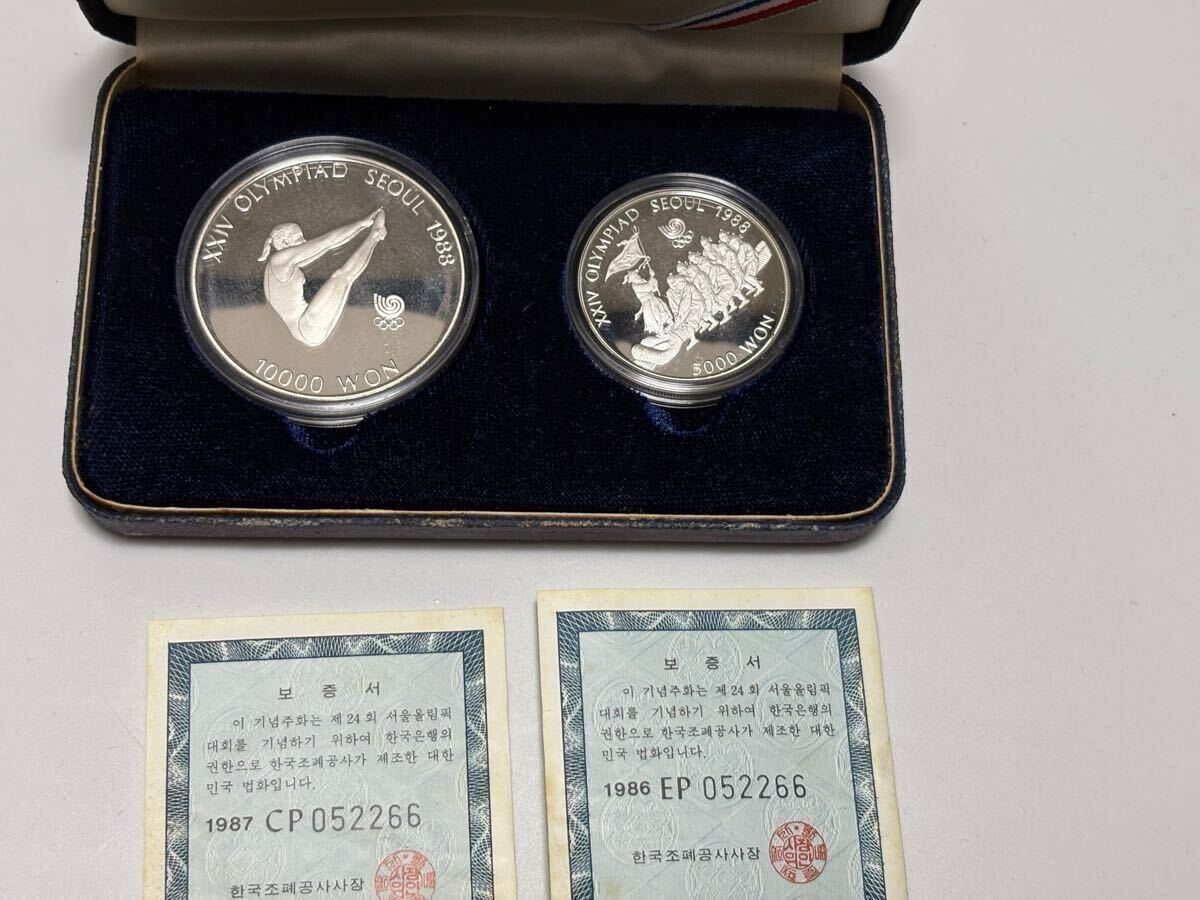 XXIV OLYMPIAD SEOUL 1988
10000 WON
XXIV OLYMPIAD SEOUL 1988
5000 WON
보 증 서
이 기념주화는 제 24 회 서울올림픽
대회를 기념하기 위하여 한국은행의
권한으로 한국조폐공사가 제조한 대한
민국 법화입니다.
1987 CP 052266
한국조폐공사사장
보 증 서
이 기념주화는 제 24 회 서울올림픽
대회를 기념하기 위하여 한국은행의
권한으로 한국조폐공사가 제조한 대한
민국 법화입니다.
1986 EP 052266
한국조폐공사사장